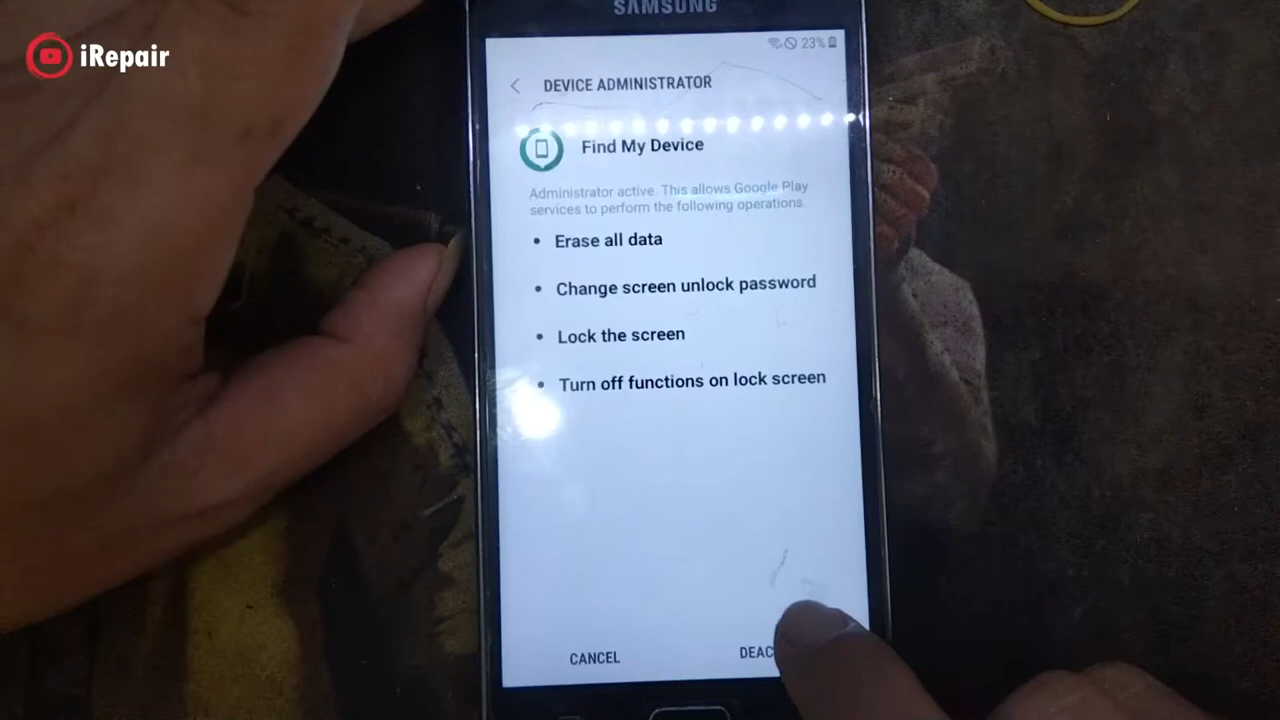 SAMSUNG
iRepair
23%
DEVICE ADMINISTRATOR
Find My Device
Administrator active. This allows Google Play
services to perform the following operations.
• Erase all data
• Change screen unlock password
• Lock the screen
• Turn off functions on lock screen
CANCEL
DEAC